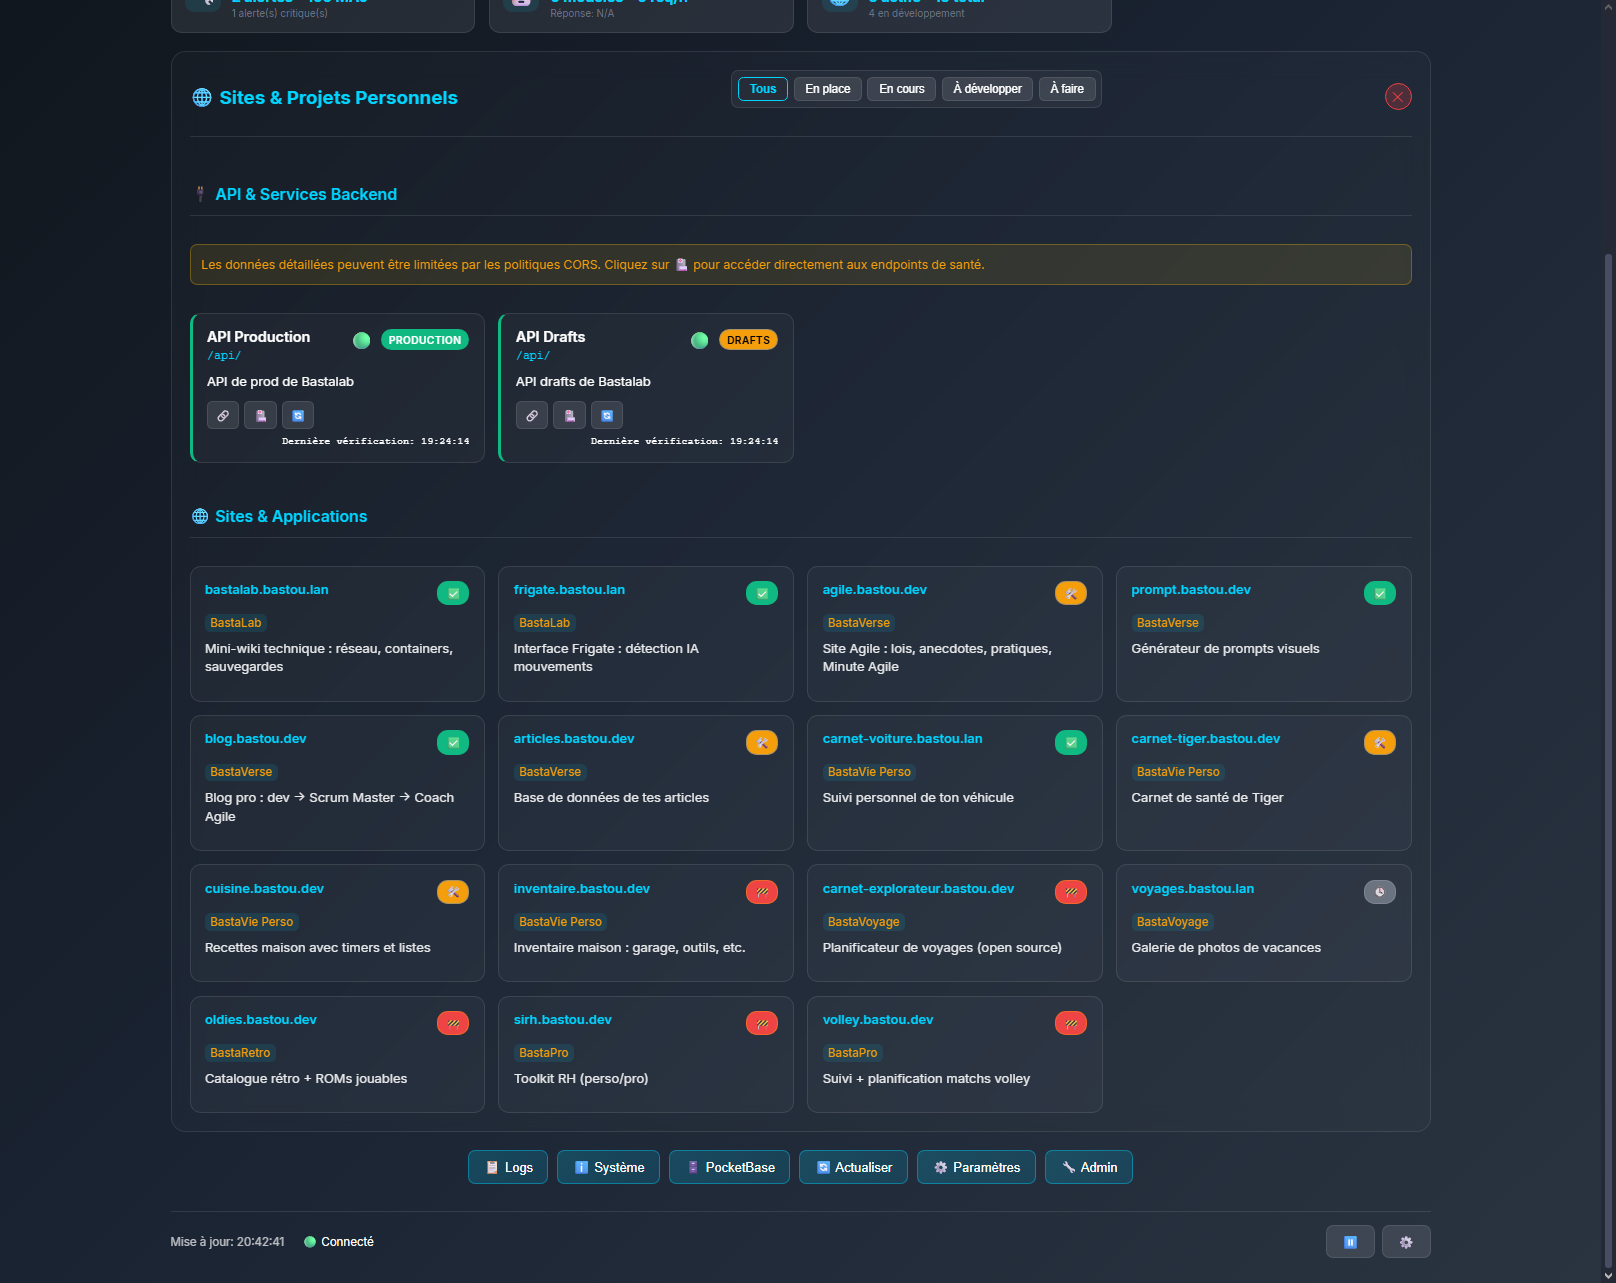 1 alerte(s) critique(s)
Réponse: N/A
4 en développement
Sites & Projets Personnels
Tous
En place
En cours
À développer
À faire
API & Services Backend
Les données détaillées peuvent être limitées par les politiques CORS. Cliquez sur pour accéder directement aux endpoints de santé.
API Production
PRODUCTION
/api/
API de prod de Bastalab
Dernière vérification: 19:24:14
API Drafts
DRAFTS
/api/
API drafts de Bastalab
Dernière vérification: 19:24:14
Sites & Applications
bastalab.bastou.lan
BastaLab
Mini-wiki technique : réseau, containers,
sauvegardes
frigate.bastou.lan
BastaLab
Interface Frigate : détection IA
mouvements
agile.bastou.dev
BastaVerse
Site Agile : lois, anecdotes, pratiques,
Minute Agile
prompt.bastou.dev
BastaVerse
Générateur de prompts visuels
blog.bastou.dev
BastaVerse
Blog pro : dev → Scrum Master → Coach
Agile
articles.bastou.dev
BastaVerse
Base de données de tes articles
carnet-voiture.bastou.lan
BastaVie Perso
Suivi personnel de ton véhicule
carnet-tiger.bastou.dev
BastaVie Perso
Carnet de santé de Tiger
cuisine.bastou.dev
BastaVie Perso
Recettes maison avec timers et listes
inventaire.bastou.dev
BastaVie Perso
Inventaire maison : garage, outils, etc.
carnet-explorateur.bastou.dev
BastaVoyage
Planificateur de voyages (open source)
voyages.bastou.lan
BastaVoyage
Galerie de photos de vacances
oldies.bastou.dev
BastaRetro
Catalogue rétro + ROMs jouables
sirh.bastou.dev
BastaPro
Toolkit RH (perso/pro)
volley.bastou.dev
BastaPro
Suivi + planification matchs volley
Logs
Système
PocketBase
Actualiser
Paramètres
Admin
Mise à jour: 20:42:41
Connecté